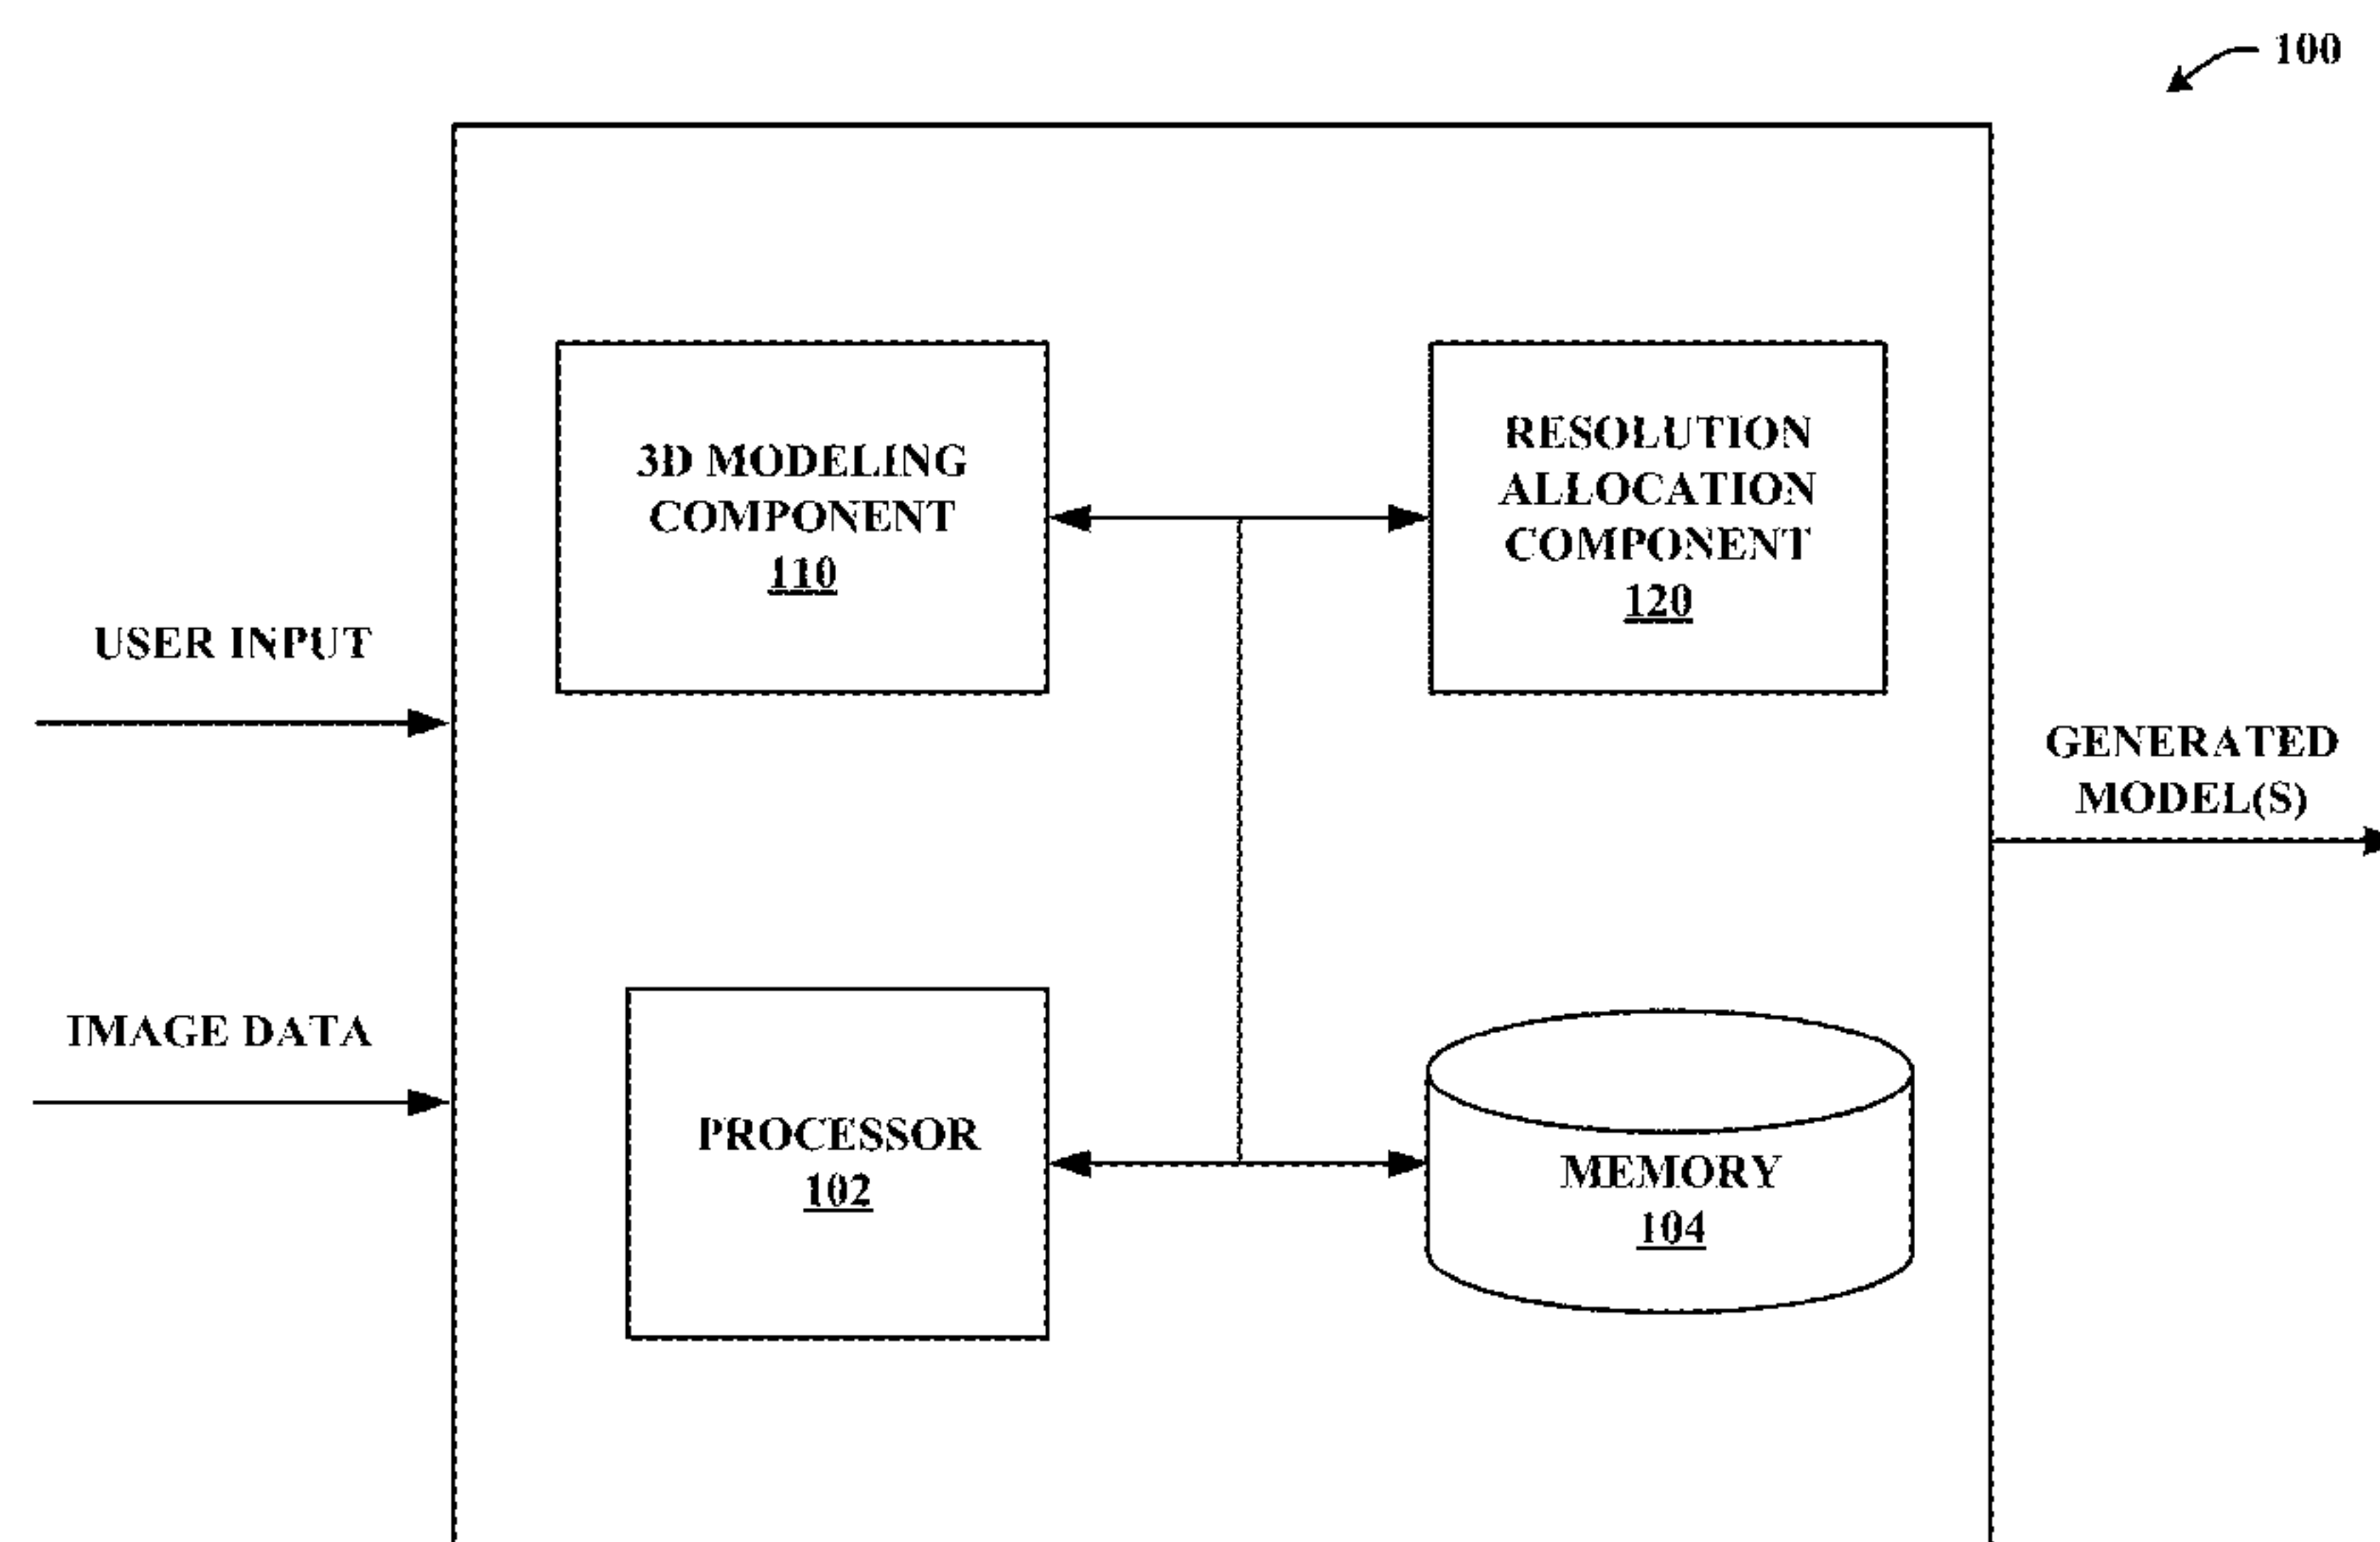 100
3D MODELING
COMPONENT
110
RESOLUTION
ALLOCATION
COMPONENT
120
USER INPUT
GENERATED
MODEL(S)
IMAGE DATA
PROCESSOR
102
MEMORY
104